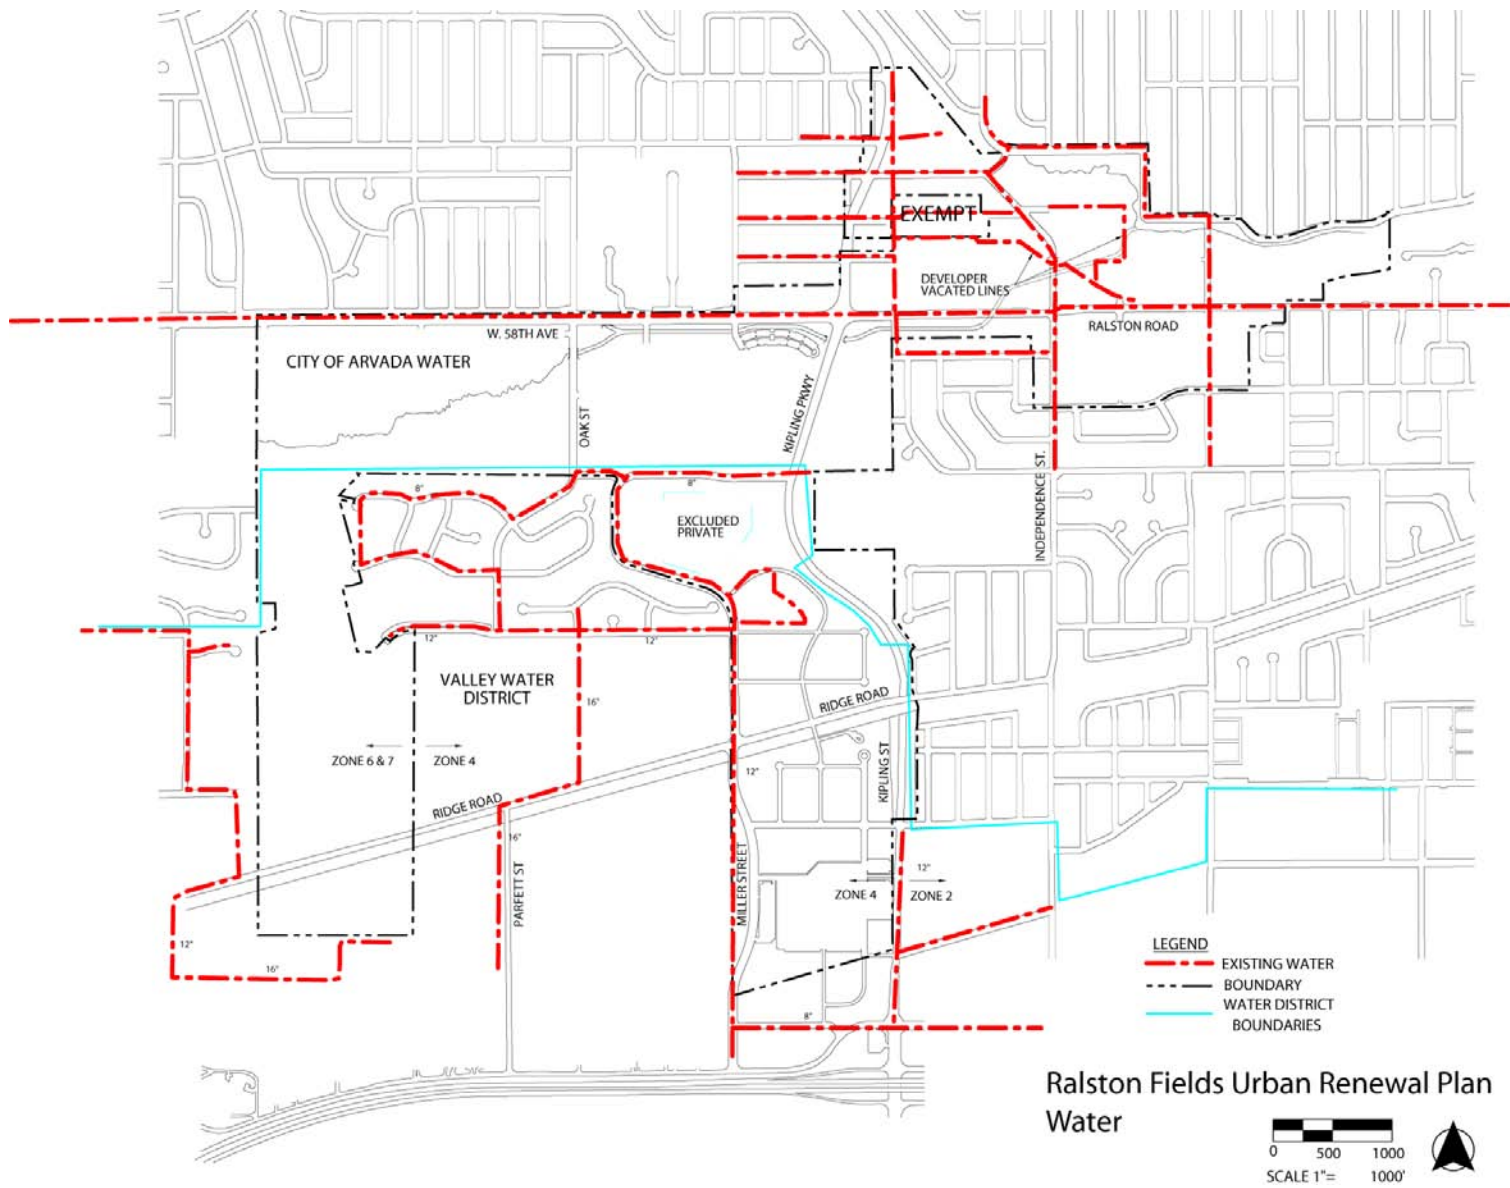 EXEMPT
DEVELOPER
VACATED LINES
RALSTON ROAD
W. 58TH AVE
CITY OF ARVADA WATER
KIPLING PKWY
OAK ST
INDEPENDENCE ST.
8"
8"
EXCLUDED
PRIVATE
12"
12"
VALLEY WATER
DISTRICT
16"
RIDGE ROAD
ZONE 6 & 7
ZONE 4
12"
KIPLING ST
RIDGE ROAD
16"
PARFETT ST
MILLER STREET
12"
ZONE 4
ZONE 2
12"
16"
8"
LEGEND
EXISTING WATER
BOUNDARY
WATER DISTRICT
BOUNDARIES
Ralston Fields Urban Renewal Plan
Water
0 500 1000
SCALE 1"= 1000'